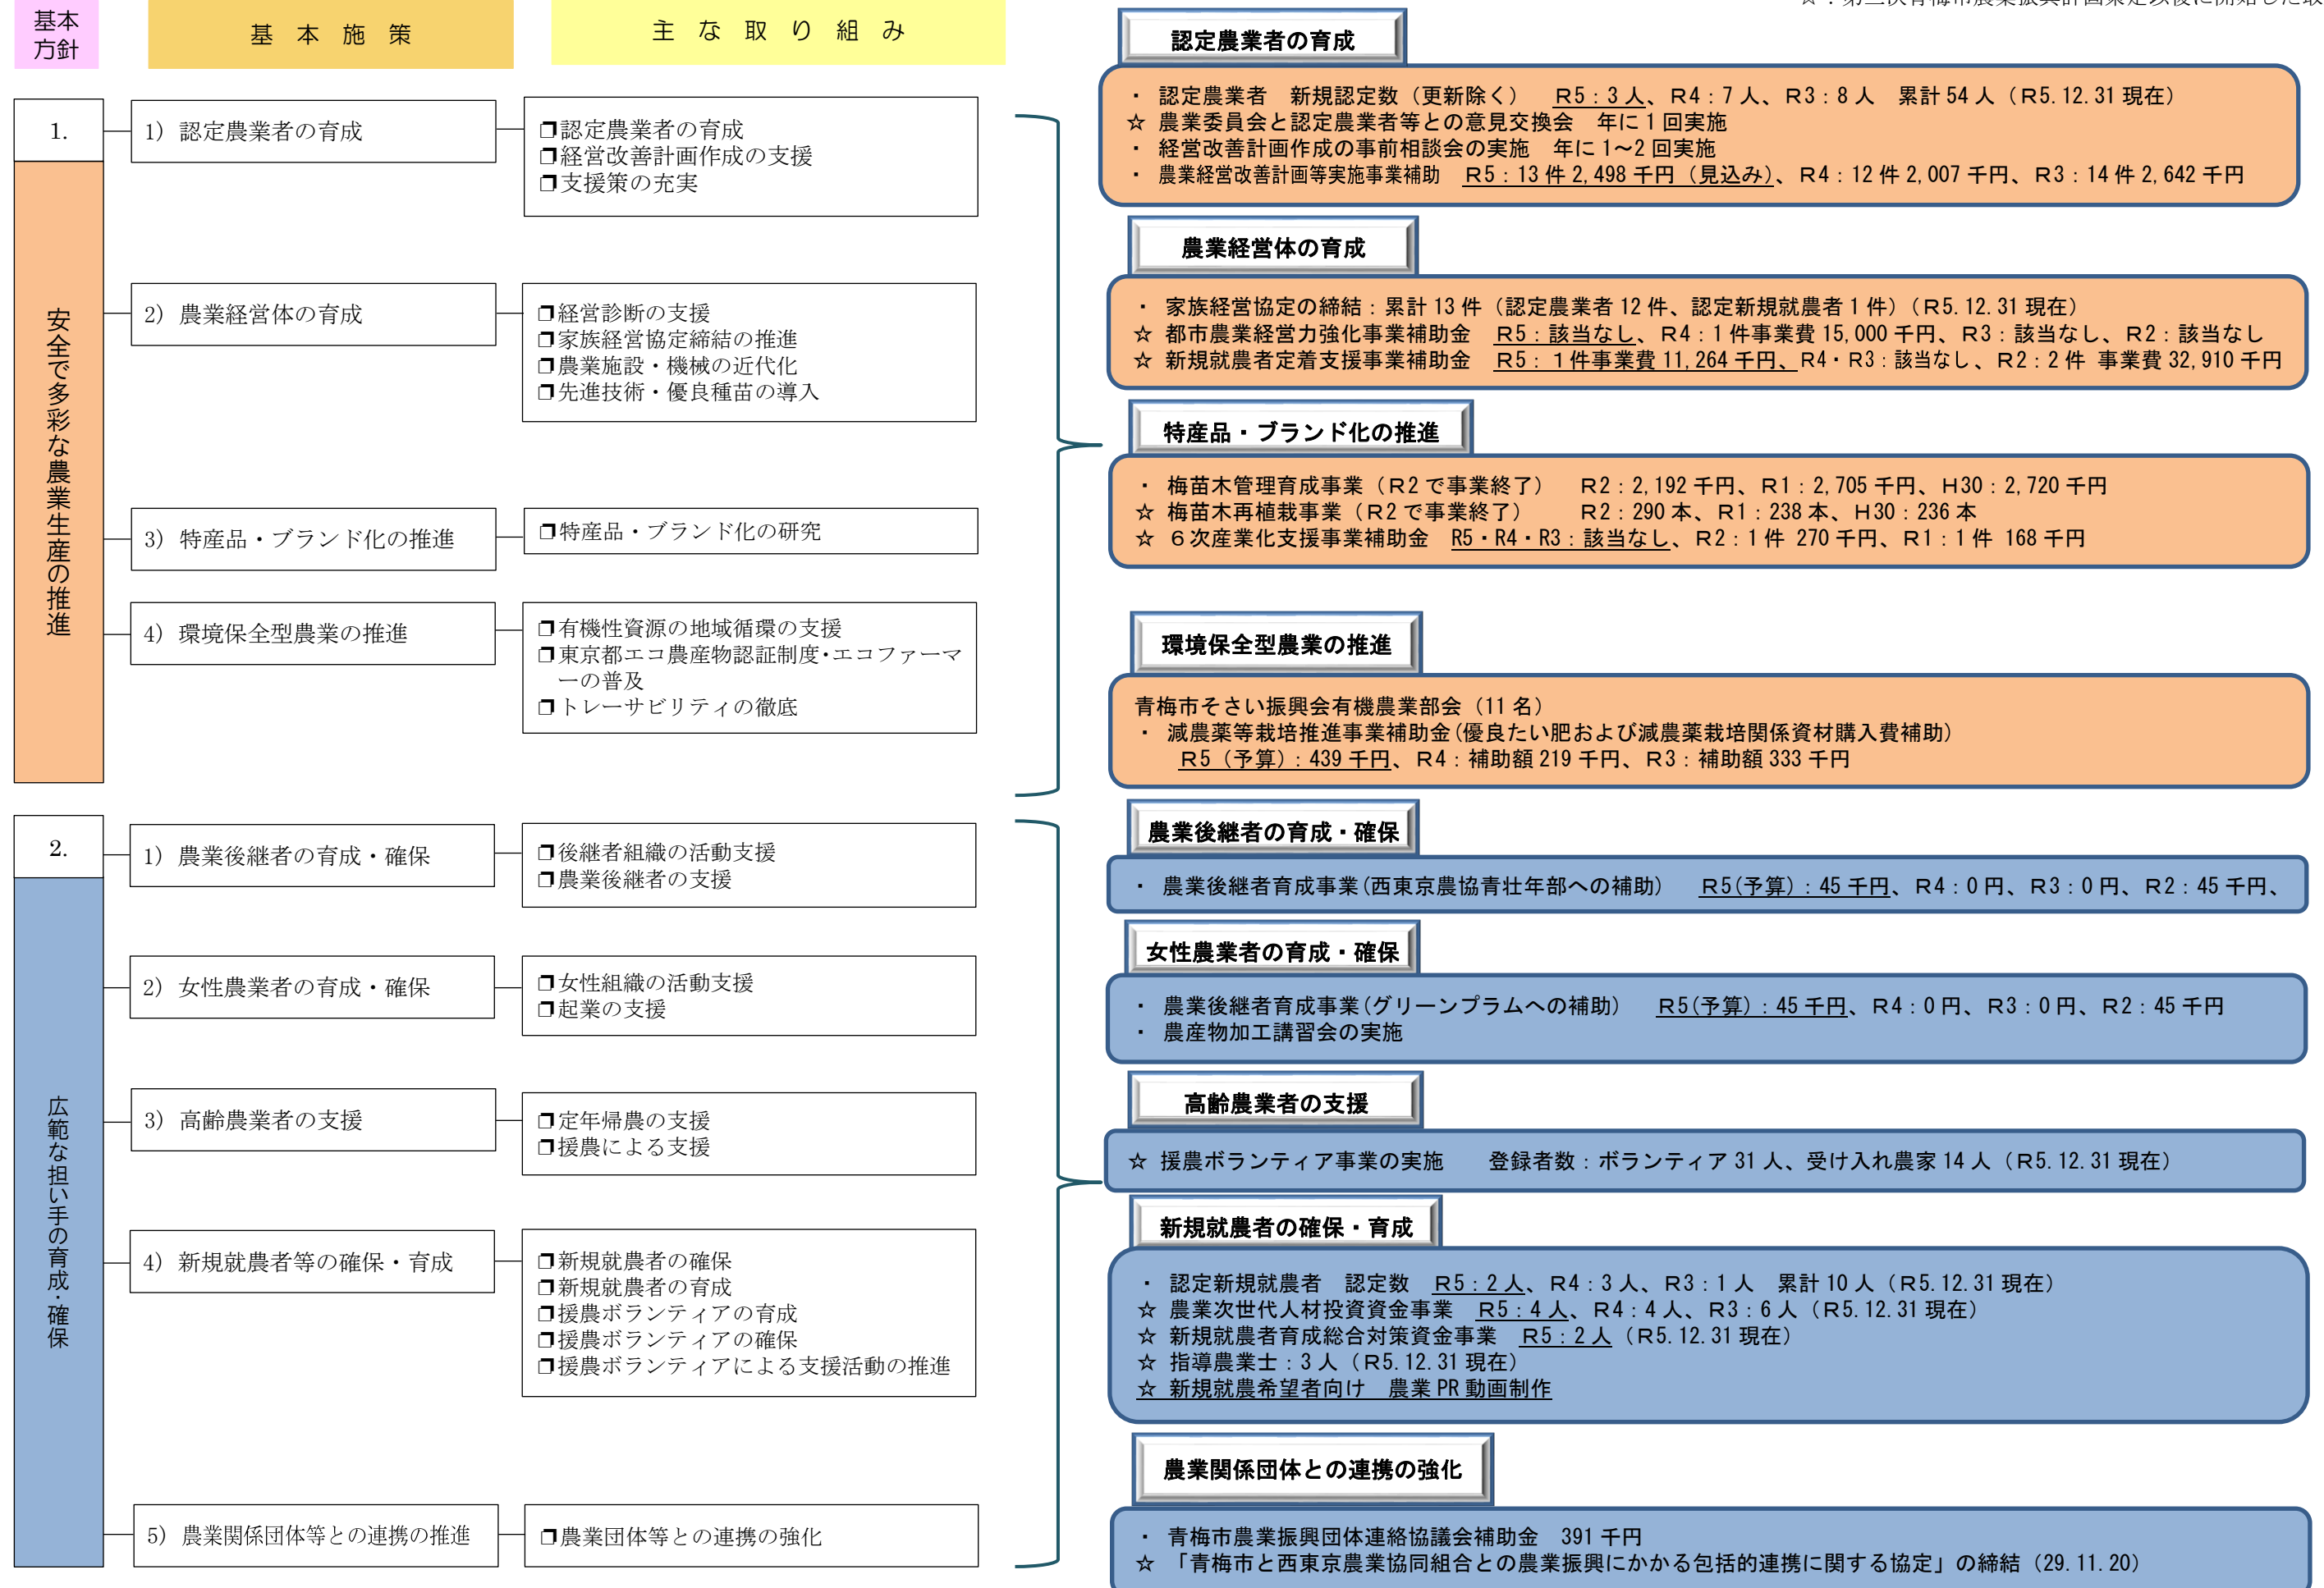 ☆：第三次青梅市農業振興計画策定以後に開始した取
基本
方針
基本施策
主な取り組み
1.
安全で多彩な農業生産の推進
1）認定農業者の育成
❐認定農業者の育成
❐経営改善計画作成の支援
❐支援策の充実
2）農業経営体の育成
❐経営診断の支援
❐家族経営協定締結の推進
❐農業施設・機械の近代化
❐先進技術・優良種苗の導入
3）特産品・ブランド化の推進
❐特産品・ブランド化の研究
4）環境保全型農業の推進
❐有機性資源の地域循環の支援
❐東京都エコ農産物認証制度・エコファーマ
ーの普及
❐トレーサビリティの徹底
認定農業者の育成
・ 認定農業者　新規認定数（更新除く）　R5：3人、R4：7人、R3：8人　累計54人（R5.12.31現在）
☆ 農業委員会と認定農業者等との意見交換会　年に1回実施
・ 経営改善計画作成の事前相談会の実施　年に1～2回実施
・ 農業経営改善計画等実施事業補助　R5：13件2,498千円（見込み）、R4：12件2,007千円、R3：14件2,642千円
農業経営体の育成
・ 家族経営協定の締結：累計13件（認定農業者12件、認定新規就農者1件）（R5.12.31現在）
☆ 都市農業経営力強化事業補助金　R5：該当なし、R4：1件事業費15,000千円、R3：該当なし、R2：該当なし
☆ 新規就農者定着支援事業補助金　R5：１件事業費11,264千円、R4・R3：該当なし、R2：2件 事業費32,910千円
特産品・ブランド化の推進
・ 梅苗木管理育成事業（R2で事業終了）　R2：2,192千円、R1：2,705千円、H30：2,720千円
☆ 梅苗木再植栽事業（R2で事業終了）　R2：290本、R1：238本、H30：236本
☆ ６次産業化支援事業補助金　R5・R4・R3：該当なし、R2：1件 270千円、R1：1件 168千円
環境保全型農業の推進
青梅市そさい振興会有機農業部会（11名）
・ 減農薬等栽培推進事業補助金(優良たい肥および減農薬栽培関係資材購入費補助)
R5（予算）：439千円、R4：補助額219千円、R3：補助額333千円
2.
広範な担い手の育成・確保
1）農業後継者の育成・確保
❐後継者組織の活動支援
❐農業後継者の支援
2）女性農業者の育成・確保
❐女性組織の活動支援
❐起業の支援
3）高齢農業者の支援
❐定年帰農の支援
❐援農による支援
4）新規就農者等の確保・育成
❐新規就農者の確保
❐新規就農者の育成
❐援農ボランティアの育成
❐援農ボランティアの確保
❐援農ボランティアによる支援活動の推進
5）農業関係団体等との連携の推進
❐農業団体等との連携の強化
農業後継者の育成・確保
・ 農業後継者育成事業(西東京農協青壮年部への補助)　R5(予算)：45千円、R4：0円、R3：0円、R2：45千円、
女性農業者の育成・確保
・ 農業後継者育成事業(グリーンプラムへの補助)　R5(予算)：45千円、R4：0円、R3：0円、R2：45千円
・ 農産物加工講習会の実施
高齢農業者の支援
☆ 援農ボランティア事業の実施　登録者数：ボランティア31人、受け入れ農家14人（R5.12.31現在）
新規就農者の確保・育成
・ 認定新規就農者　認定数　R5：2人、R4：3人、R3：1人　累計10人（R5.12.31現在）
☆ 農業次世代人材投資資金事業　R5：4人、R4：4人、R3：6人（R5.12.31現在）
☆ 新規就農者育成総合対策資金事業　R5：2人（R5.12.31現在）
☆ 指導農業士：3人（R5.12.31現在）
☆ 新規就農希望者向け　農業PR動画制作
農業関係団体との連携の強化
・ 青梅市農業振興団体連絡協議会補助金　391千円
☆ 「青梅市と西東京農業協同組合との農業振興にかかる包括的連携に関する協定」の締結（29.11.20）